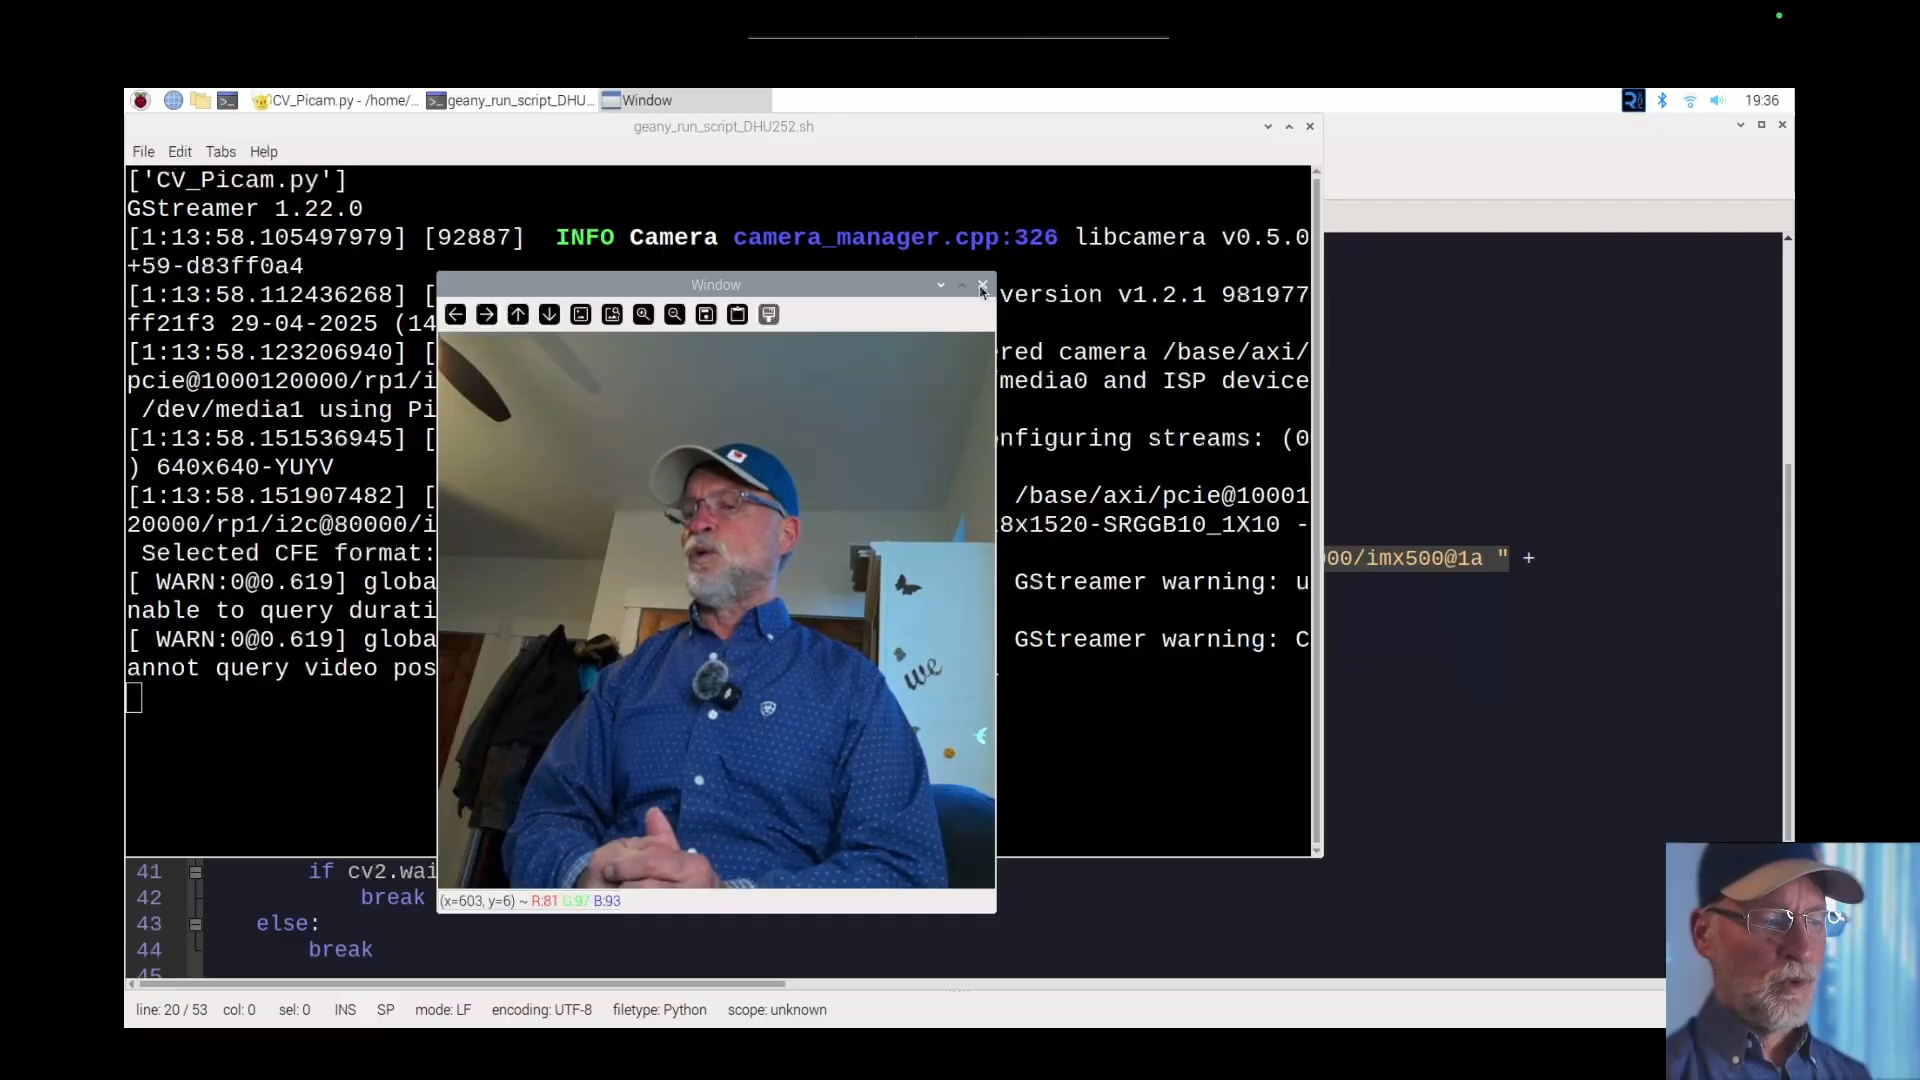 CV_Picam.py - /home/... geany_run_script_DHU... Window 19:36
geany_run_script_DHU252.sh
File Edit Tabs Help
['CV_Picam.py']
GStreamer 1.22.0
[1:13:58.105497979] [92887] INFO Camera camera_manager.cpp:326 libcamera v0.5.0
+59-d83ff0a4
Window
[1:13:58.112436268] [ version v1.2.1 981977
ff21f3 29-04-2025 (14
[1:13:58.123206940] [ red camera /base/axi/
pcie@1000120000/rp1/i media0 and ISP device
/dev/media1 using Pi
[1:13:58.151536945] [ nfiguring streams: (0
) 640x640-YUYV
[1:13:58.151907482] [ /base/axi/pcie@10001
20000/rp1/i2c@80000/i 8x1520-SRGGB10_1X10 -
Selected CFE format:
00/imx500@1a " +
[ WARN:0@0.619] globa GStreamer warning: u
nable to query durati
[ WARN:0@0.619] globa GStreamer warning: C
annot query video pos
we
41 if cv2.wai
42 break
43 else:
44 break
45
(x=603, y=6) ~ R:81 G:97 B:93
line: 20 / 53 col: 0 sel: 0 INS SP mode: LF encoding: UTF-8 filetype: Python scope: unknown